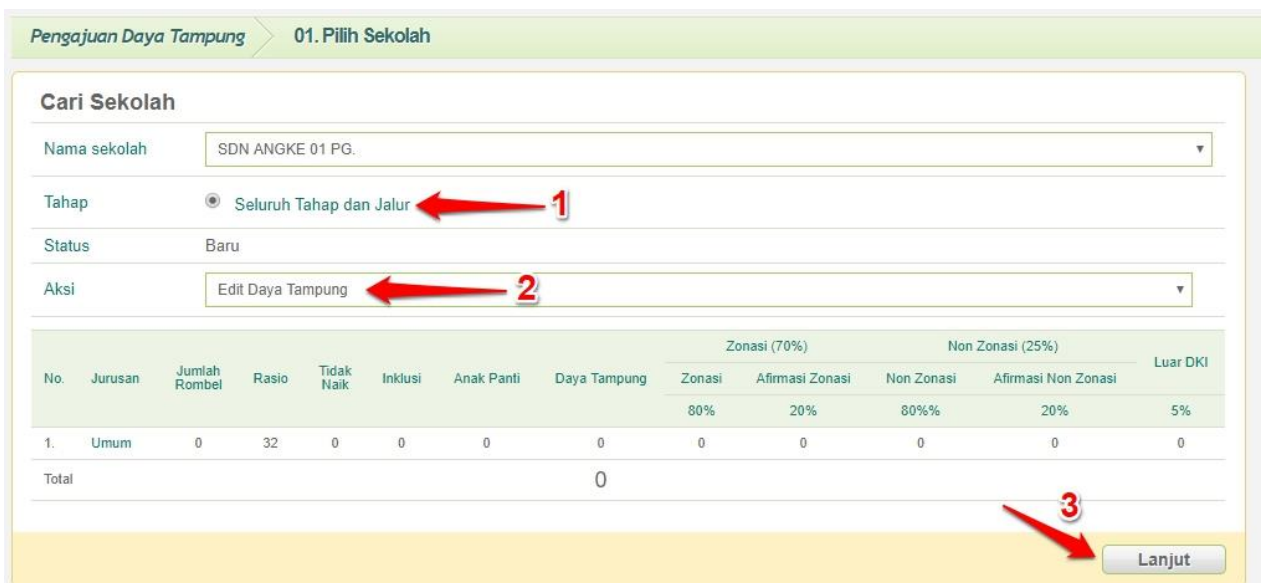 Pengajuan Daya Tampung 01. Pilih Sekolah
Cari Sekolah
Nama sekolah SDN ANGKE 01 PG.
Tahap Seluruh Tahap dan Jalur 1
Status Baru
Aksi Edit Daya Tampung 2
Zonasi (70%) Non Zonasi (25%) Luar DKI
No. Jurusan Jumlah Rombel Rasio Tidak Naik Inklusi Anak Panti Daya Tampung Zonasi Afirmasi Zonasi Non Zonasi Afirmasi Non Zonasi
80% 20% 80%% 20% 5%
1. Umum 0 32 0 0 0 0 0 0 0 0 0
Total 0
3
Lanjut